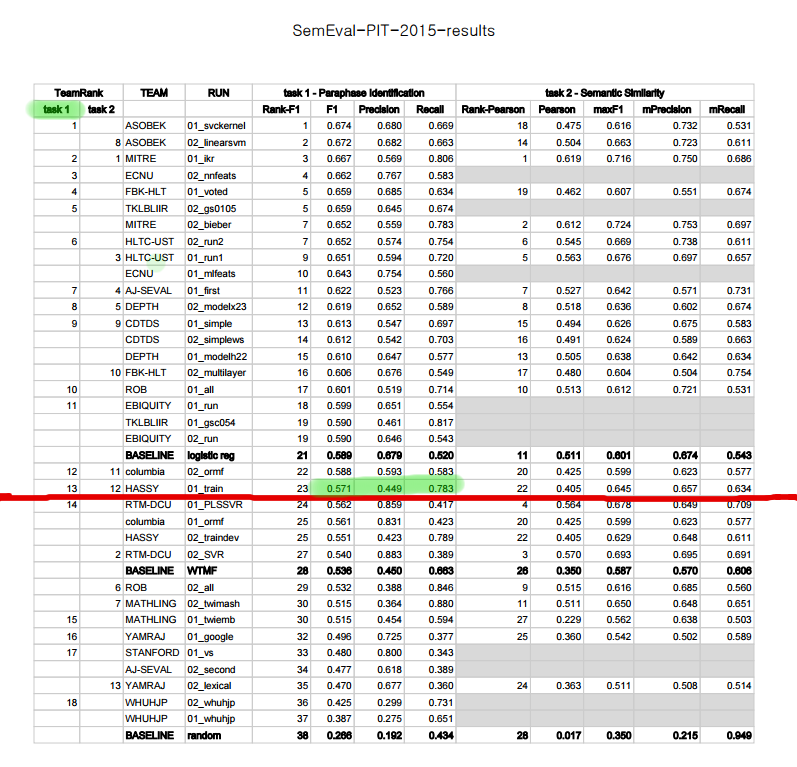 SemEval-PIT-2015-results
TeamRank TEAM RUN task 1 - Paraphase Identification task 2 - Semantic Similarity
task 1 task 2 Rank-F1 F1 Precision Recall Rank-Pearson Pearson maxF1 mPrecision mRecall
1 ASOBEK 01_svckernel 1 0.674 0.680 0.669 18 0.475 0.616 0.732 0.531
8 ASOBEK 02_linearsvm 2 0.672 0.682 0.663 14 0.504 0.663 0.723 0.611
2 1 MITRE 01_ikr 3 0.667 0.569 0.806 1 0.619 0.716 0.750 0.686
3 ECNU 02_nnfeats 4 0.662 0.767 0.583
4 FBK-HLT 01_voted 5 0.659 0.685 0.634 19 0.462 0.607 0.551 0.674
5 TKLBLIIR 02_gs0105 5 0.659 0.645 0.674
MITRE 02_bieber 7 0.652 0.559 0.783 2 0.612 0.724 0.753 0.697
6 HLTC-UST 02_run2 7 0.652 0.574 0.754 6 0.545 0.669 0.738 0.611
3 HLTC-UST 01_run1 9 0.651 0.594 0.720 5 0.563 0.676 0.697 0.657
ECNU 01_mlfeats 10 0.643 0.754 0.560
7 4 AJ-SEVAL 01_first 11 0.622 0.523 0.766 7 0.527 0.642 0.571 0.731
8 5 DEPTH 02_modelx23 12 0.619 0.652 0.589 8 0.518 0.636 0.602 0.674
9 9 CDTDS 01_simple 13 0.613 0.547 0.697 15 0.494 0.626 0.675 0.583
CDTDS 02_simplews 14 0.612 0.542 0.703 16 0.491 0.624 0.589 0.663
DEPTH 01_modelh22 15 0.610 0.647 0.577 13 0.505 0.638 0.642 0.634
10 FBK-HLT 02_multilayer 16 0.606 0.676 0.549 17 0.480 0.604 0.504 0.754
10 ROB 01_all 17 0.601 0.519 0.714 10 0.513 0.612 0.721 0.531
11 EBIQUITY 01_run 18 0.599 0.651 0.554
TKLBLIIR 01_gsc054 19 0.590 0.461 0.817
EBIQUITY 02_run 19 0.590 0.646 0.543
BASELINE logistic reg 21 0.589 0.679 0.520 11 0.511 0.601 0.674 0.543
12 11 columbia 02_ormf 22 0.588 0.593 0.583 20 0.425 0.599 0.623 0.577
13 12 HASSY 01_train 23 0.571 0.449 0.783 22 0.405 0.645 0.657 0.634
14 RTM-DCU 01_PLSSVR 24 0.562 0.859 0.417 4 0.564 0.678 0.649 0.709
columbia 01_ormf 25 0.561 0.831 0.423 20 0.425 0.599 0.623 0.577
HASSY 02_traindev 25 0.551 0.423 0.789 22 0.405 0.629 0.648 0.611
2 RTM-DCU 02_SVR 27 0.540 0.883 0.389 3 0.570 0.693 0.695 0.691
BASELINE WTMF 28 0.536 0.450 0.663 26 0.350 0.587 0.570 0.606
6 ROB 02_all 29 0.532 0.388 0.846 9 0.515 0.616 0.685 0.560
7 MATHLING 02_twimash 30 0.515 0.364 0.880 11 0.511 0.650 0.648 0.651
15 MATHLING 01_twiemb 30 0.515 0.454 0.594 27 0.229 0.562 0.638 0.503
16 YAMRAJ 01_google 32 0.496 0.725 0.377 25 0.360 0.542 0.502 0.589
17 STANFORD 01_vs 33 0.480 0.800 0.343
AJ-SEVAL 02_second 34 0.477 0.618 0.389
13 YAMRAJ 02_lexical 35 0.470 0.677 0.360 24 0.363 0.511 0.508 0.514
18 WHUHJP 02_whuhjp 36 0.425 0.299 0.731
WHUHJP 01_whuhjp 37 0.387 0.275 0.651
BASELINE random 38 0.266 0.192 0.434 28 0.017 0.350 0.215 0.949